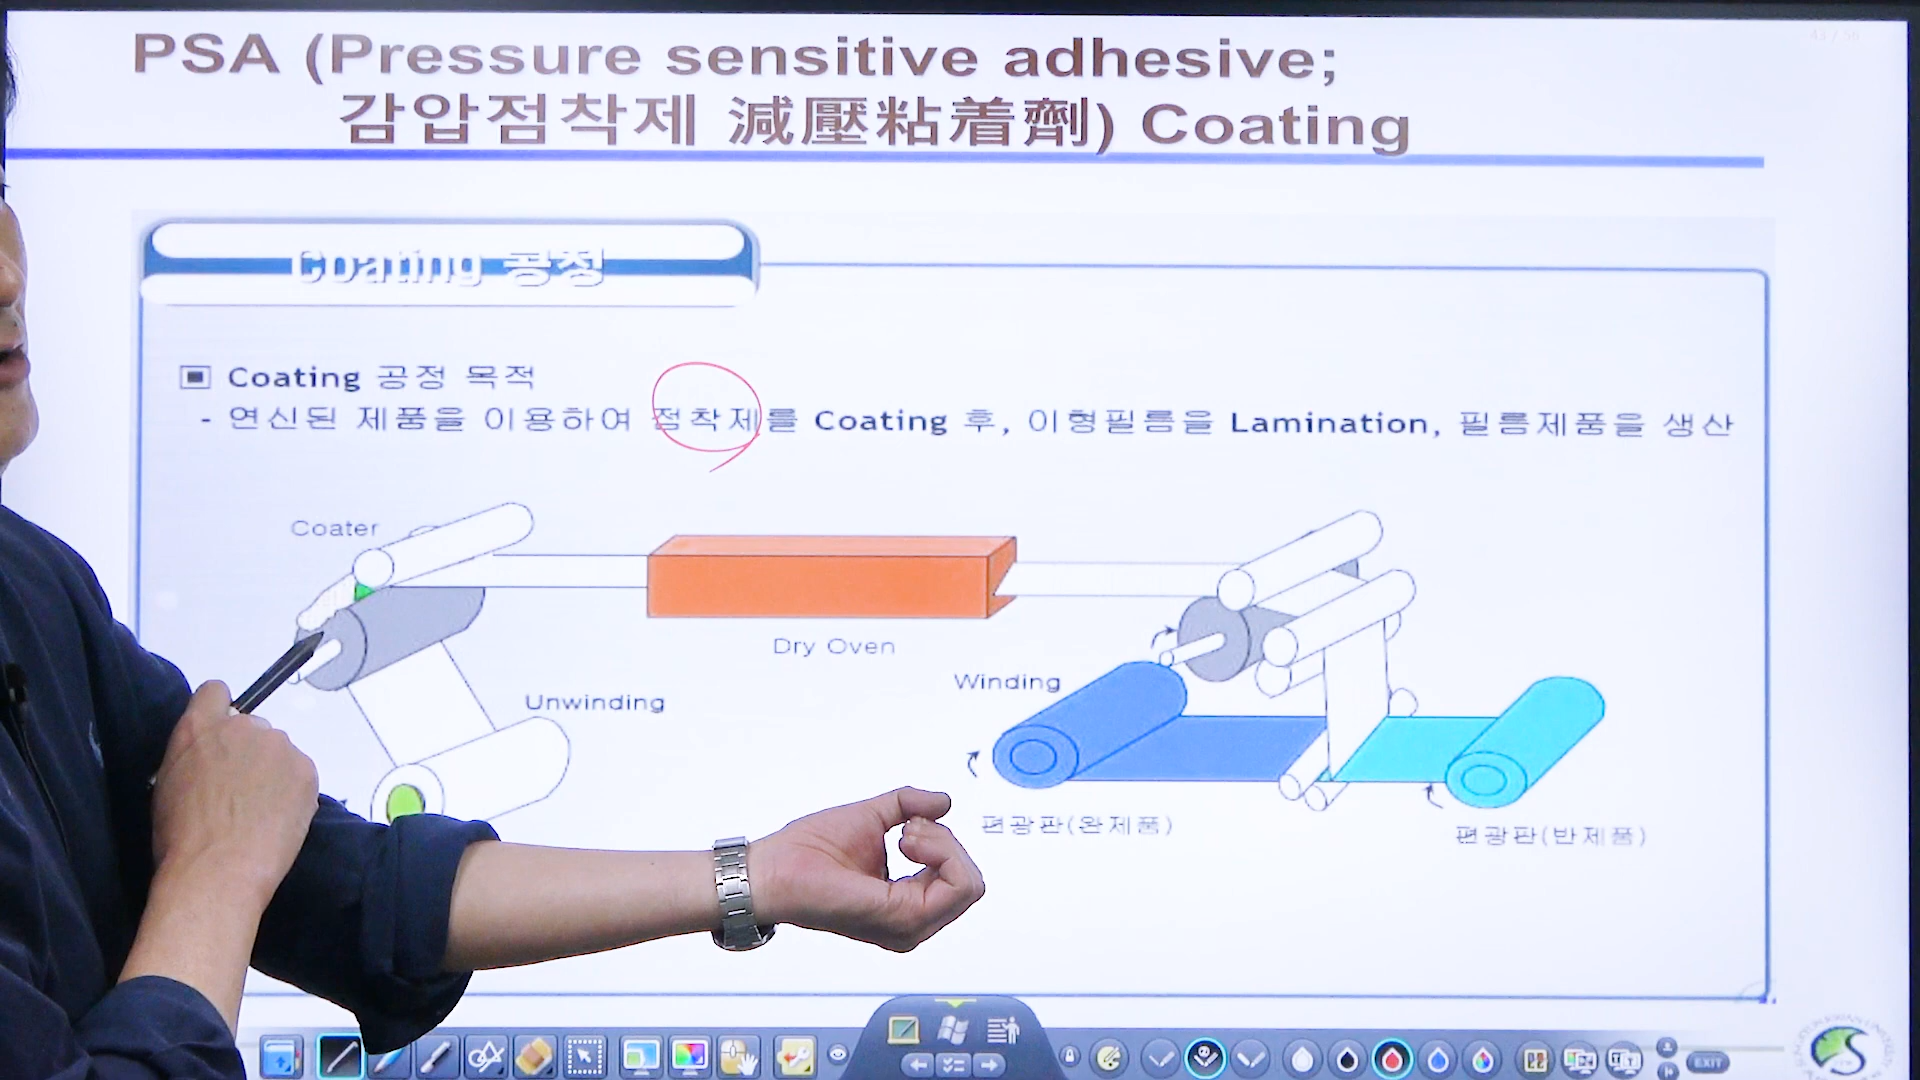 PSA (Pressure sensitive adhesive;
감압점착제 減壓粘着劑) Coating
43 / 56
Coating 공정
Coating 공정 목적
- 연신된 제품을 이용하여 점착제를 Coating 후, 이형필름을 Lamination, 필름제품을 생산
Coater
Dry Oven
Unwinding
Winding
편광판(완제품)
편광판(반제품)
EXIT